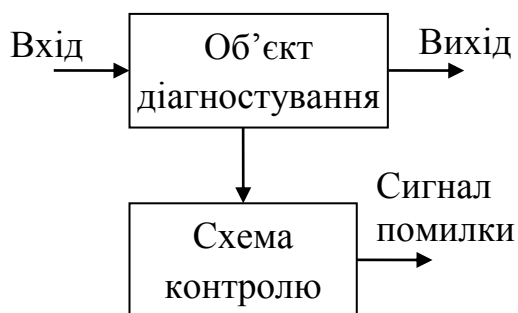 Вхід
Об’єкт
діагностування
Вихід
Схема
контролю
Сигнал
помилки